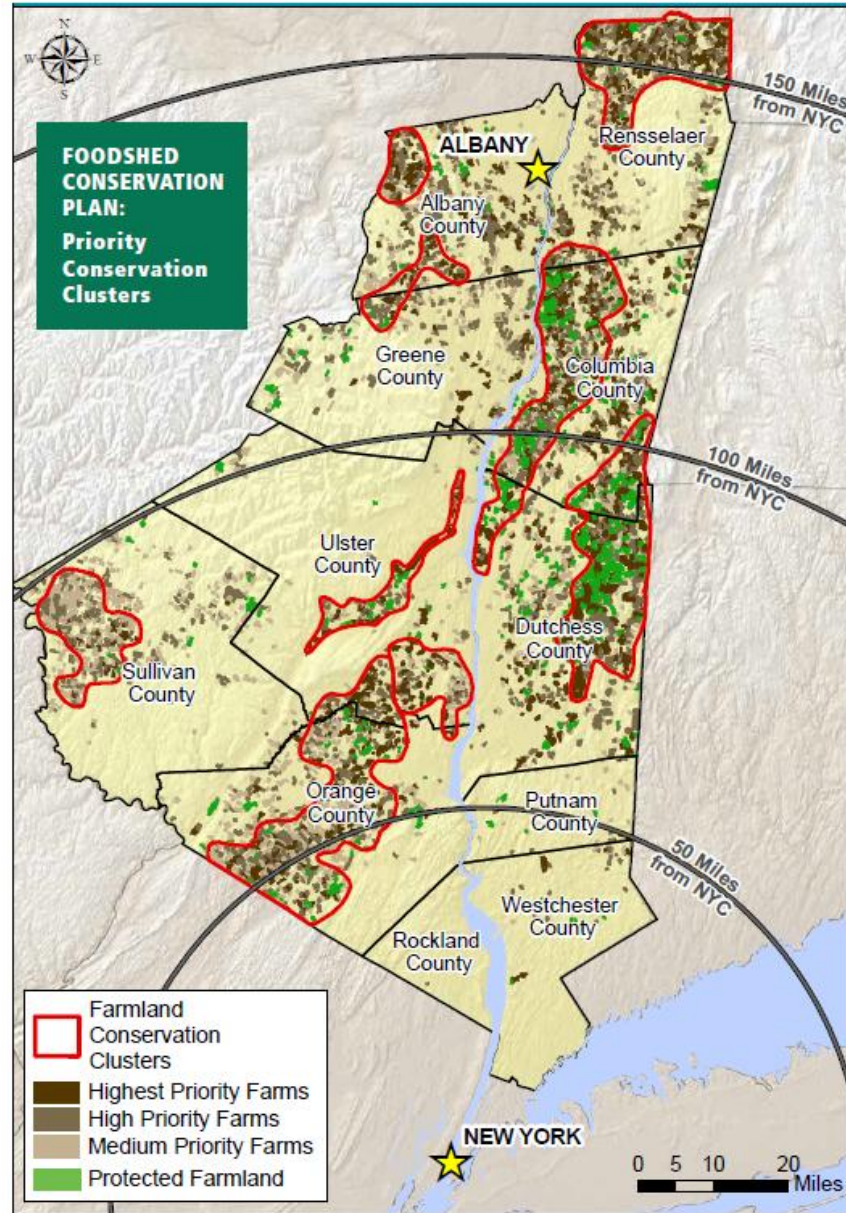 N
W E
S
FOODSHED
CONSERVATION
PLAN:
Priority
Conservation
Clusters
150 Miles
from NYC
Rensselaer
County
ALBANY
Albany
County
Greene
County
Columbia
County
100 Miles
from NYC
Ulster
County
Dutchess
County
Sullivan
County
Orange
County
Putnam
County
50 Miles
from NYC
Westchester
County
Rockland
County
Farmland
Conservation
Clusters
Highest Priority Farms
High Priority Farms
Medium Priority Farms
Protected Farmland
NEW YORK
0 5 10 20
Miles